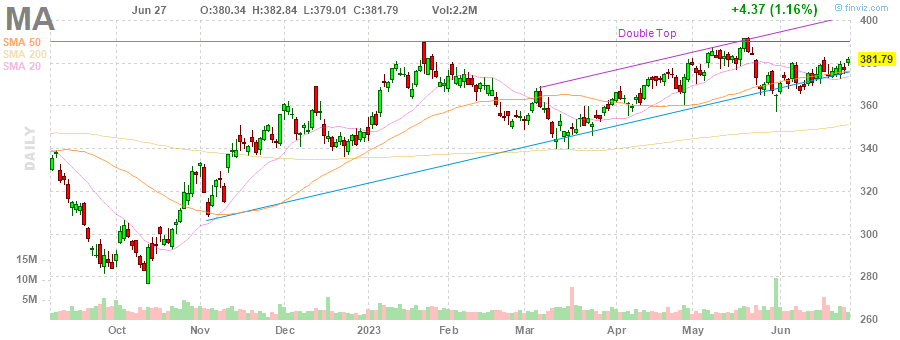 MA Jun 27 O:380.34 H:382.84 L:379.01 C:381.79 Vol:2.2M +4.37 (1.16%) © finviz.com
400
Double Top
SMA 50
SMA 200
SMA 20
381.79
380
360
DAILY
340
320
300
15M
10M
280
5M
260
Oct Nov Dec 2023 Feb Mar Apr May Jun